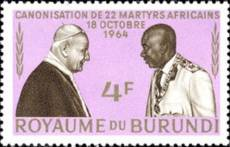 CANONISATION DE 22 MARTYRS AFRICAINS
18 OCTOBRE
1964
4F
ROYAUME DU BURUNDI